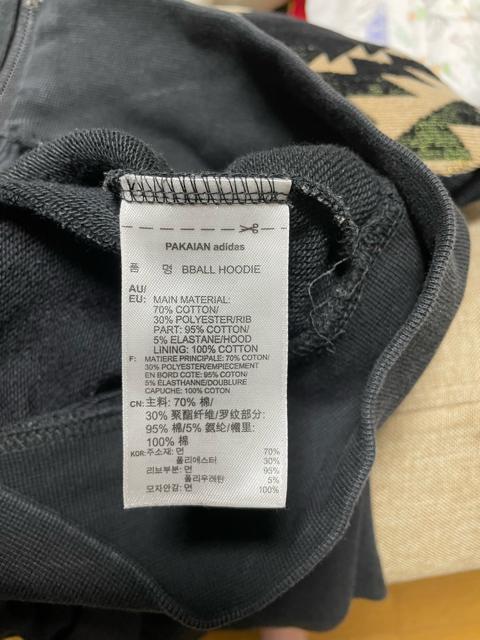 PAKAIAN adidas
품 명 BBALL HOODIE
AU/
EU: MAIN MATERIAL:
70% COTTON/
30% POLYESTER/RIB
PART: 95% COTTON/
5% ELASTANE/HOOD
LINING: 100% COTTON
F: MATIERE PRINCIPALE: 70% COTON/
30% POLYESTER/EMPIECEMENT
EN BORD COTE: 95% COTON/
5% ÉLASTHANNE/DOUBLURE
CAPUCHE: 100% COTON
CN: 主料: 70% 棉/
30% 聚酯纤维/罗纹部分:
95% 棉/5% 氨纶/帽里:
100% 棉
KOR: 주소재: 면 70%
폴리에스터 30%
리브부분: 면 95%
폴리우레탄 5%
모자안감: 면 100%